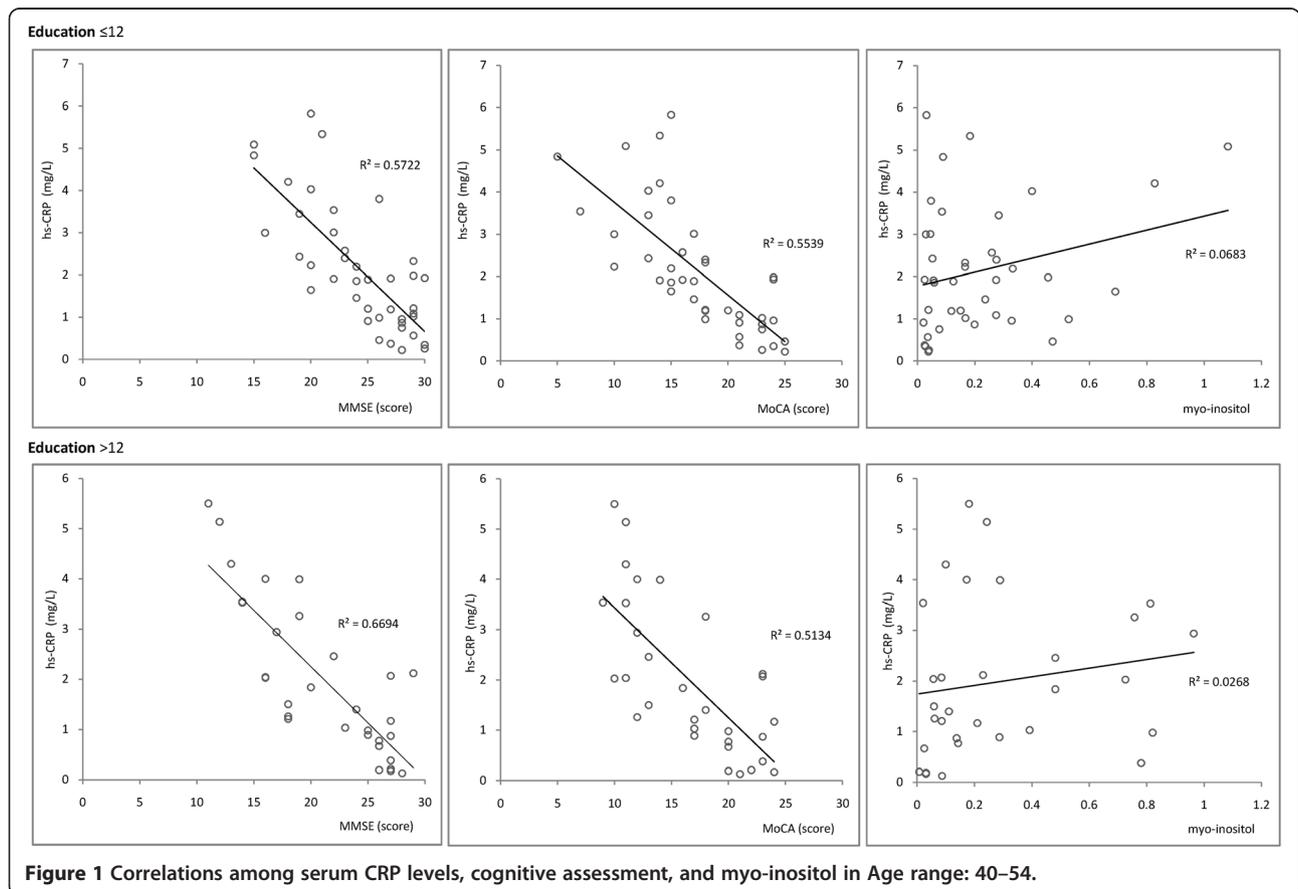 Education ≤12
7
6
5
4
3
2
1
0
hs-CRP (mg/L)
R² = 0.5722
0 5 10 15 20 25 30
MMSE (score)
7
6
5
4
3
2
1
0
hs-CRP (mg/L)
R² = 0.5539
0 5 10 15 20 25 30
MoCA (score)
7
6
5
4
3
2
1
0
hs-CRP (mg/L)
R² = 0.0683
0 0.2 0.4 0.6 0.8 1 1.2
myo-inositol
Education >12
6
5
4
3
2
1
0
hs-CRP (mg/L)
R² = 0.6694
0 5 10 15 20 25 30
MMSE (score)
6
5
4
3
2
1
0
hs-CRP (mg/L)
R² = 0.5134
0 5 10 15 20 25 30
MoCA (score)
6
5
4
3
2
1
0
hs-CRP (mg/L)
R² = 0.0268
0 0.2 0.4 0.6 0.8 1 1.2
myo-inositol
Figure 1 Correlations among serum CRP levels, cognitive assessment, and myo-inositol in Age range: 40–54.